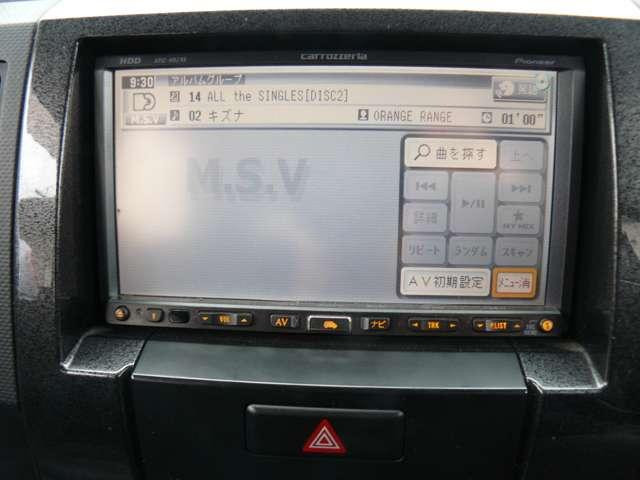 HDD
carrozzeria
Pioneer
9:30 アルバムグループ
14 ALL the SINGLES[DISC2]
M.S.V 02 キズナ ORANGE RANGE 01'00"
M.S.V
曲を探す 上へ
詳細 MY MIX
リピート ランダム スキャン
AV初期設定 メニュー消
VOL AV ナビ TRK P.LIST